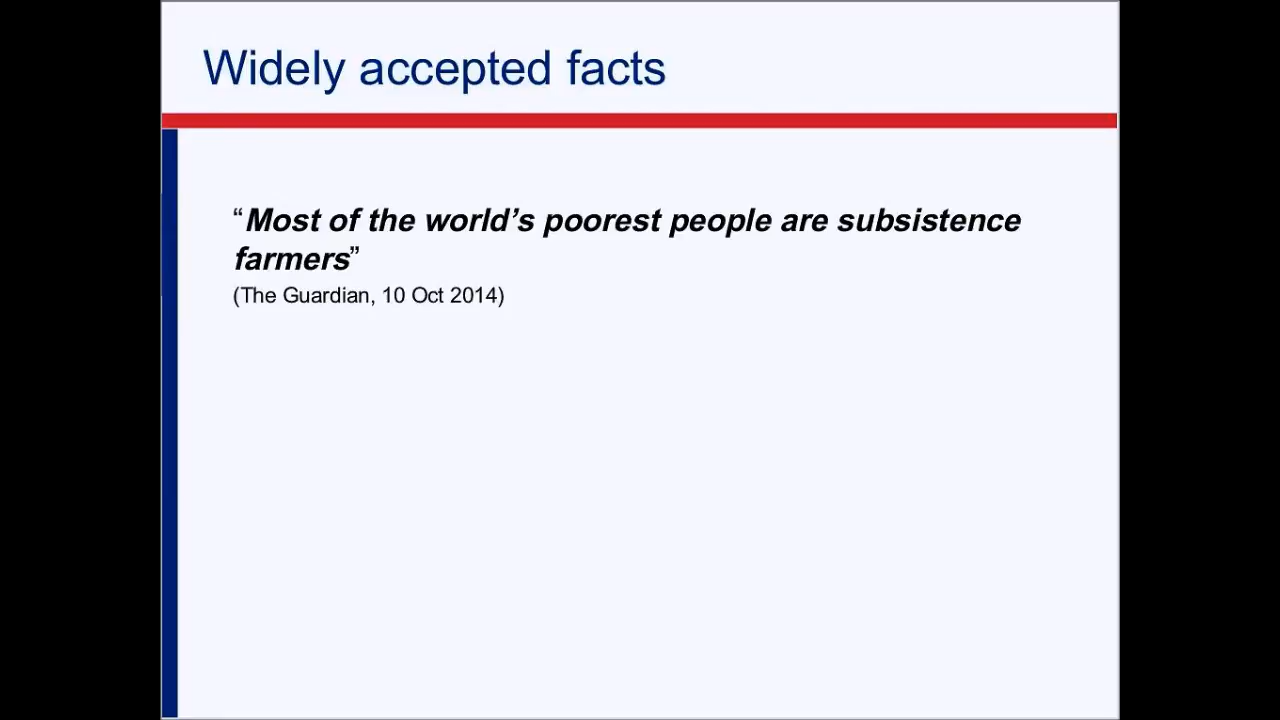 Widely accepted facts
“Most of the world’s poorest people are subsistence
farmers”
(The Guardian, 10 Oct 2014)